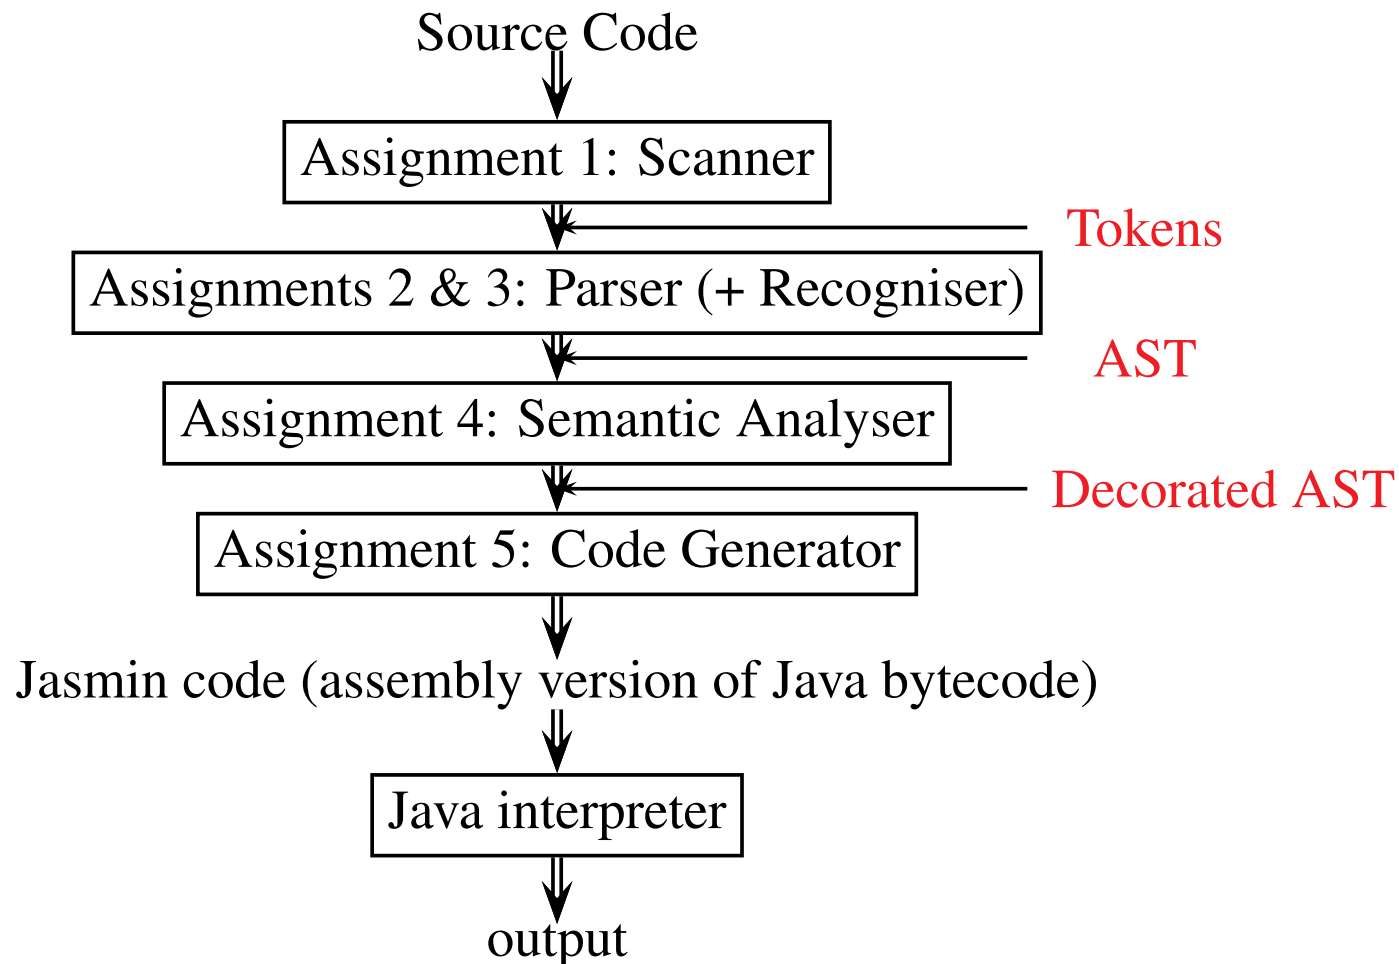 Source Code
Assignment 1: Scanner
Tokens
Assignments 2 & 3: Parser (+ Recogniser)
AST
Assignment 4: Semantic Analyser
Decorated AST
Assignment 5: Code Generator
Jasmin code (assembly version of Java bytecode)
Java interpreter
output